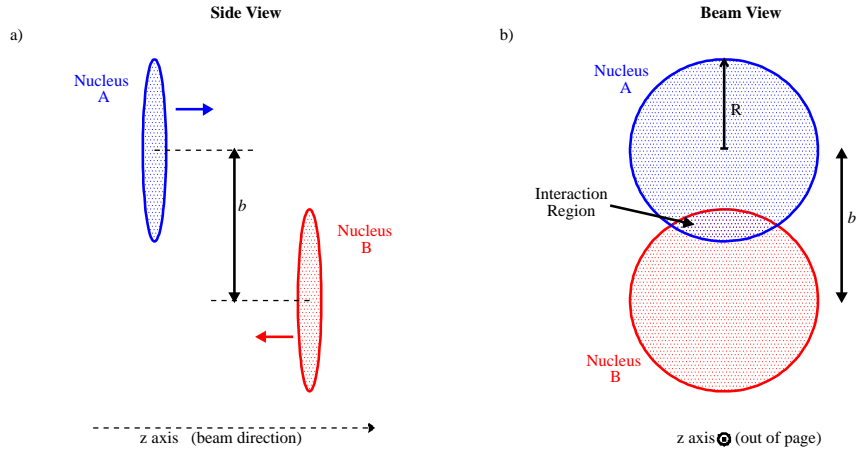 Side View
a)
Nucleus
A
b
Nucleus
B
z axis (beam direction)
Beam View
b)
Nucleus
A
R
Interaction
Region
b
Nucleus
B
z axis (out of page)